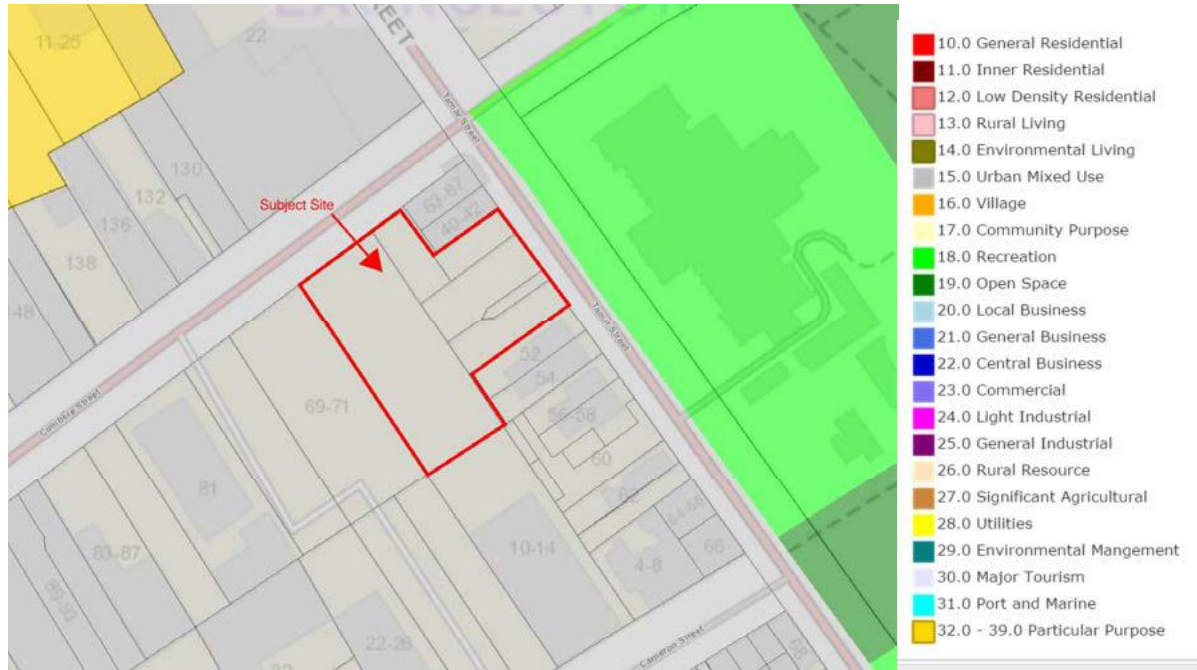 REET
11-25
22
Tamar Street
130
132
136
138
Subject Site
63-67
40-42
Tamar Street
52
54
56-58
60
62
66
69-71
81
10-14
4-8
83-87
89-93
Cimitiere Street
Cameron Street
68
10.0 General Residential
11.0 Inner Residential
12.0 Low Density Residential
13.0 Rural Living
14.0 Environmental Living
15.0 Urban Mixed Use
16.0 Village
17.0 Community Purpose
18.0 Recreation
19.0 Open Space
20.0 Local Business
21.0 General Business
22.0 Central Business
23.0 Commercial
24.0 Light Industrial
25.0 General Industrial
26.0 Rural Resource
27.0 Significant Agricultural
28.0 Utilities
29.0 Environmental Mangement
30.0 Major Tourism
31.0 Port and Marine
32.0 - 39.0 Particular Purpose